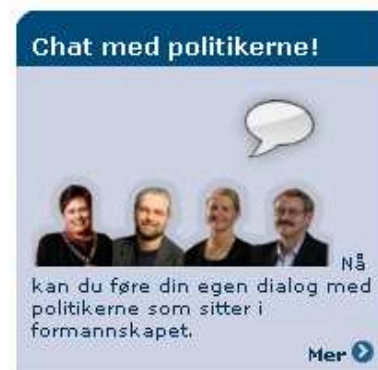 Chat med politikerne!
Nå
kan du føre din egen dialog med
politikerne som sitter i
formannskapet.
Mer